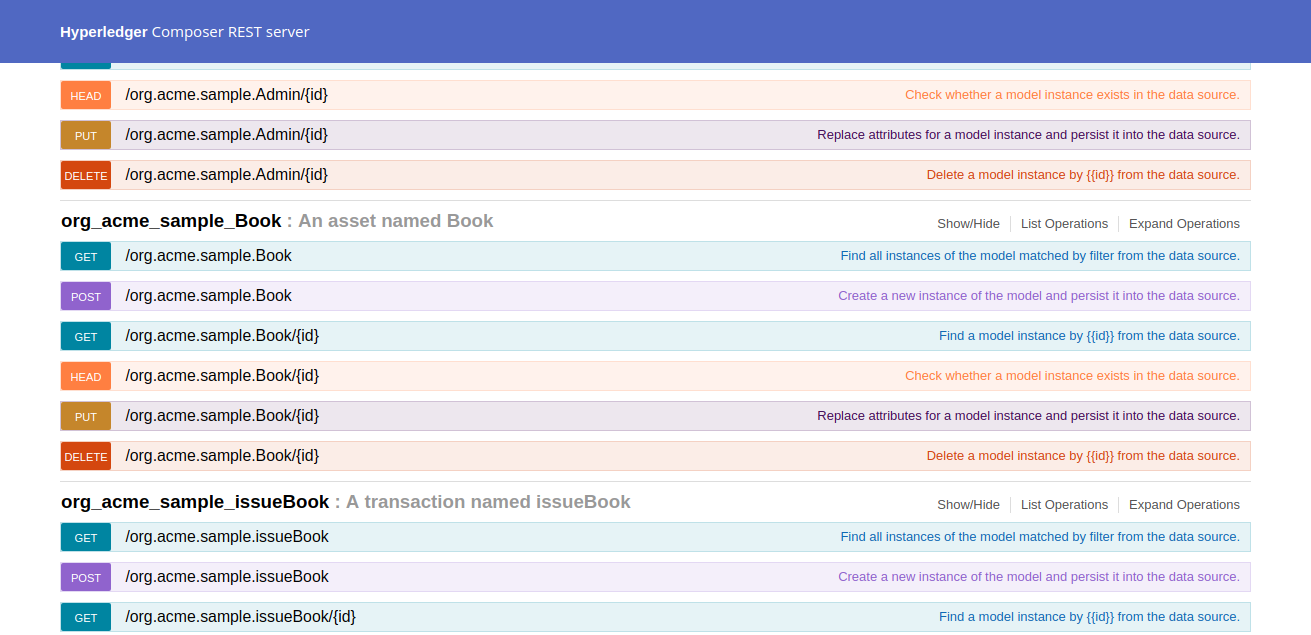 Hyperledger Composer REST server
HEAD /org.acme.sample.Admin/{id} Check whether a model instance exists in the data source.
PUT /org.acme.sample.Admin/{id} Replace attributes for a model instance and persist it into the data source.
DELETE /org.acme.sample.Admin/{id} Delete a model instance by {{id}} from the data source.
org_acme_sample_Book : An asset named Book Show/Hide List Operations Expand Operations
GET /org.acme.sample.Book Find all instances of the model matched by filter from the data source.
POST /org.acme.sample.Book Create a new instance of the model and persist it into the data source.
GET /org.acme.sample.Book/{id} Find a model instance by {{id}} from the data source.
HEAD /org.acme.sample.Book/{id} Check whether a model instance exists in the data source.
PUT /org.acme.sample.Book/{id} Replace attributes for a model instance and persist it into the data source.
DELETE /org.acme.sample.Book/{id} Delete a model instance by {{id}} from the data source.
org_acme_sample_issueBook : A transaction named issueBook Show/Hide List Operations Expand Operations
GET /org.acme.sample.issueBook Find all instances of the model matched by filter from the data source.
POST /org.acme.sample.issueBook Create a new instance of the model and persist it into the data source.
GET /org.acme.sample.issueBook/{id} Find a model instance by {{id}} from the data source.